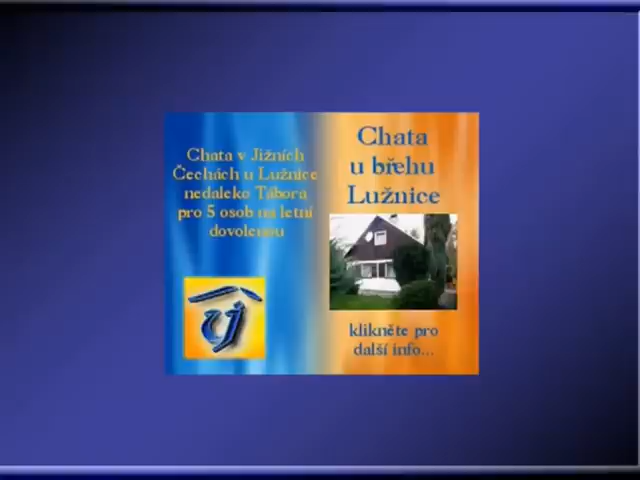 Chata v Jižních
Čechách u Lužnice
nedaleko Tábora
pro 5 osob na letní
dovolenou
Chata
u břehu
Lužnice
klikněte pro
další info...